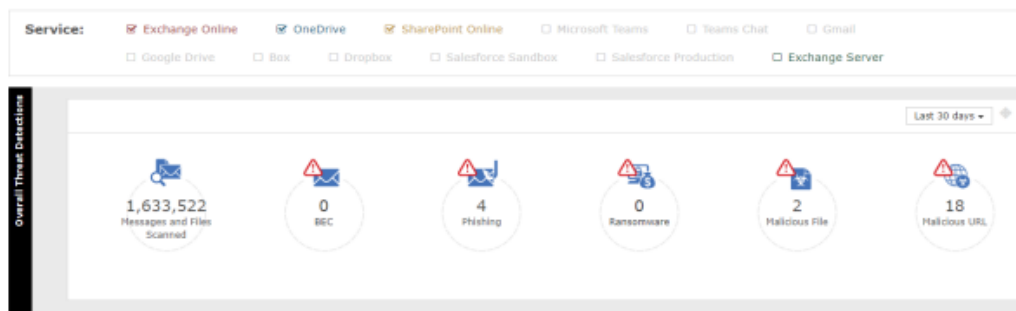 Service: Exchange Online OneDrive SharePoint Online Microsoft Teams Teams Chat Gmail
Google Drive Box Dropbox Salesforce Sandbox Salesforce Production Exchange Server
Overall Threat Detections
Last 30 days
1,633,522
Messages and Files
Scanned
0
BEC
4
Phishing
0
Ransomware
2
Malicious File
18
Malicious URL